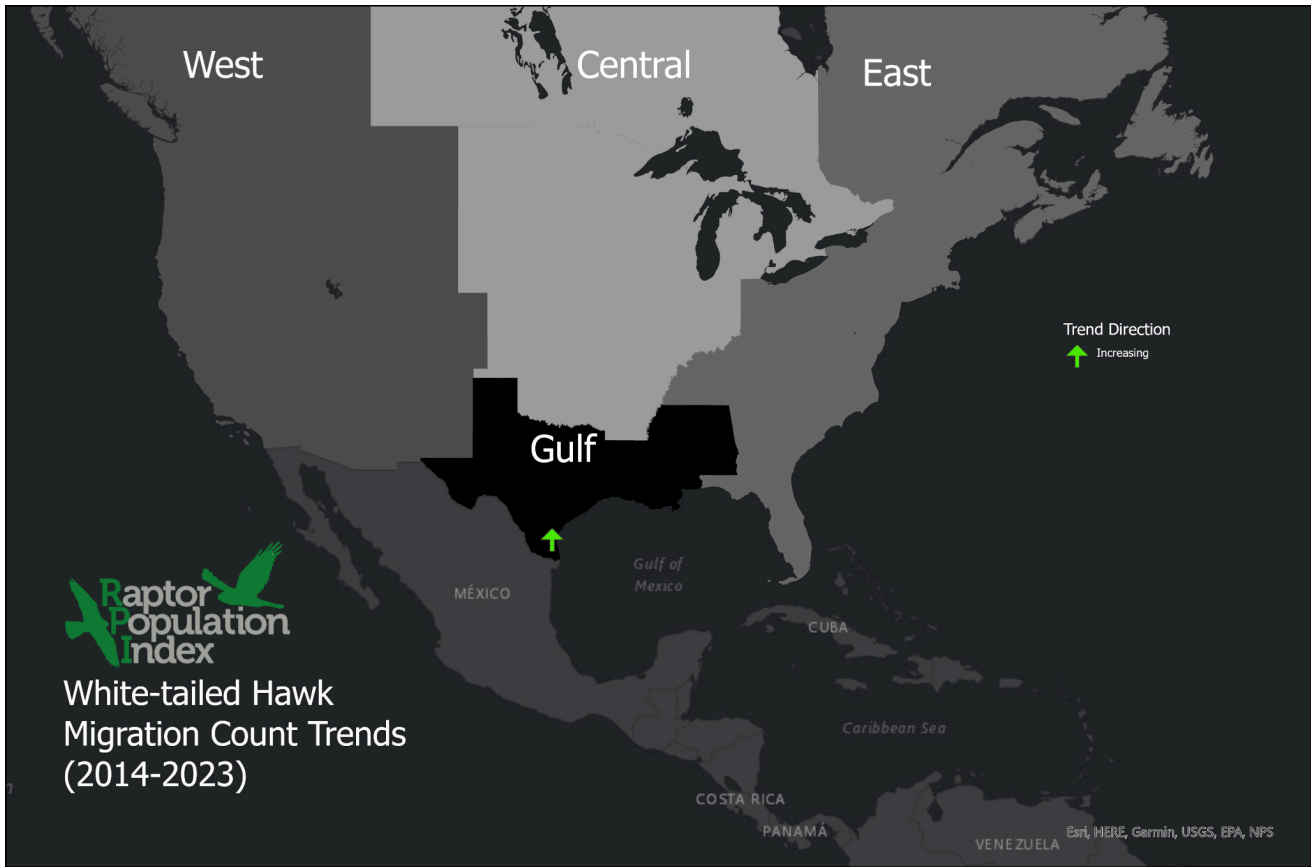 West
Central
East
Trend Direction
Increasing
Gulf
Gulf of
Mexico
MÉXICO
CUBA
Raptor
Population
Index
White-tailed Hawk
Migration Count Trends
(2014-2023)
Caribbean Sea
COSTA RICA
PANAMÁ
VENEZUELA
Esri, HERE, Garmin, USGS, EPA, NPS